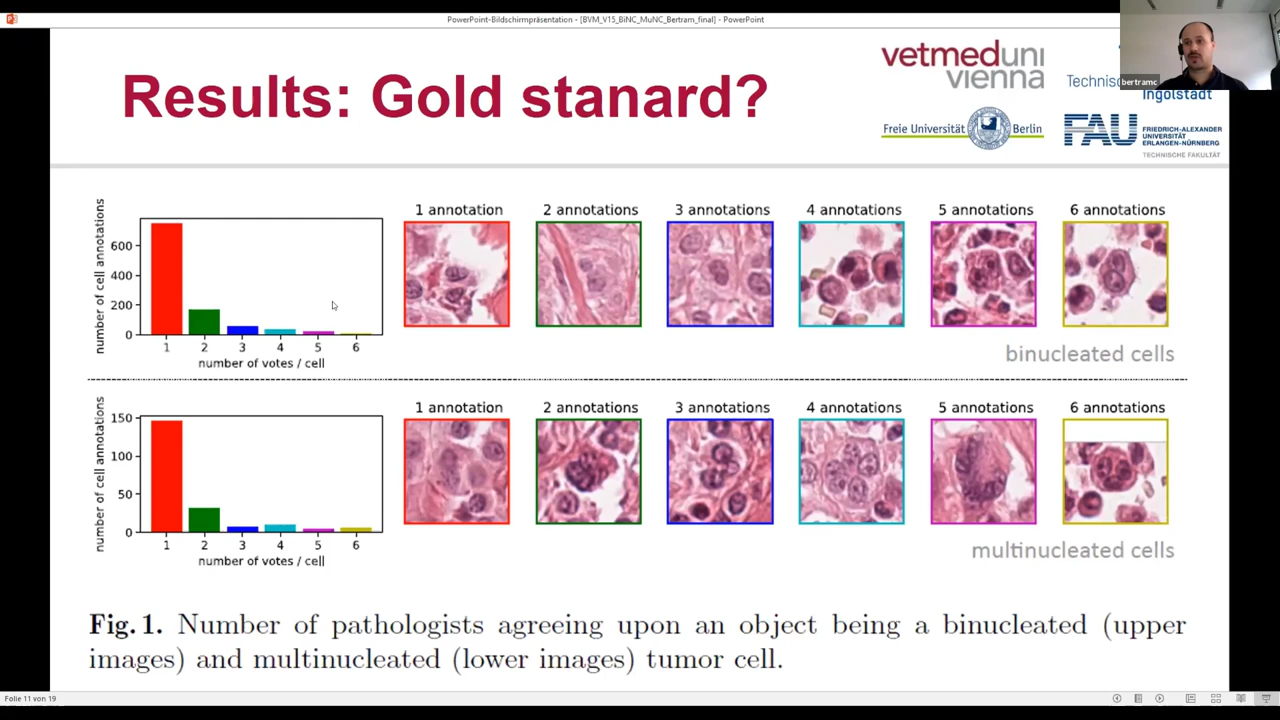 PowerPoint-Bildschirmpräsentation - [BVM_V15_BiNC_MuNC_Bertram_final] - PowerPoint
bertramc
Results: Gold stanard?
vetmeduni
vienna
Technisc
Ingolstadt
Freie Universität Berlin
FAU FRIEDRICH-ALEXANDER
UNIVERSITÄT
ERLANGEN-NÜRNBERG
TECHNISCHE FAKULTÄT
number of cell annotations
600
400
200
0
1 2 3 4 5 6
number of votes / cell
1 annotation 2 annotations 3 annotations 4 annotations 5 annotations 6 annotations
binucleated cells
number of cell annotations
150
100
50
0
1 2 3 4 5 6
number of votes / cell
1 annotation 2 annotations 3 annotations 4 annotations 5 annotations 6 annotations
multinucleated cells
Fig. 1. Number of pathologists agreeing upon an object being a binucleated (upper
images) and multinucleated (lower images) tumor cell.
Folie 11 von 19